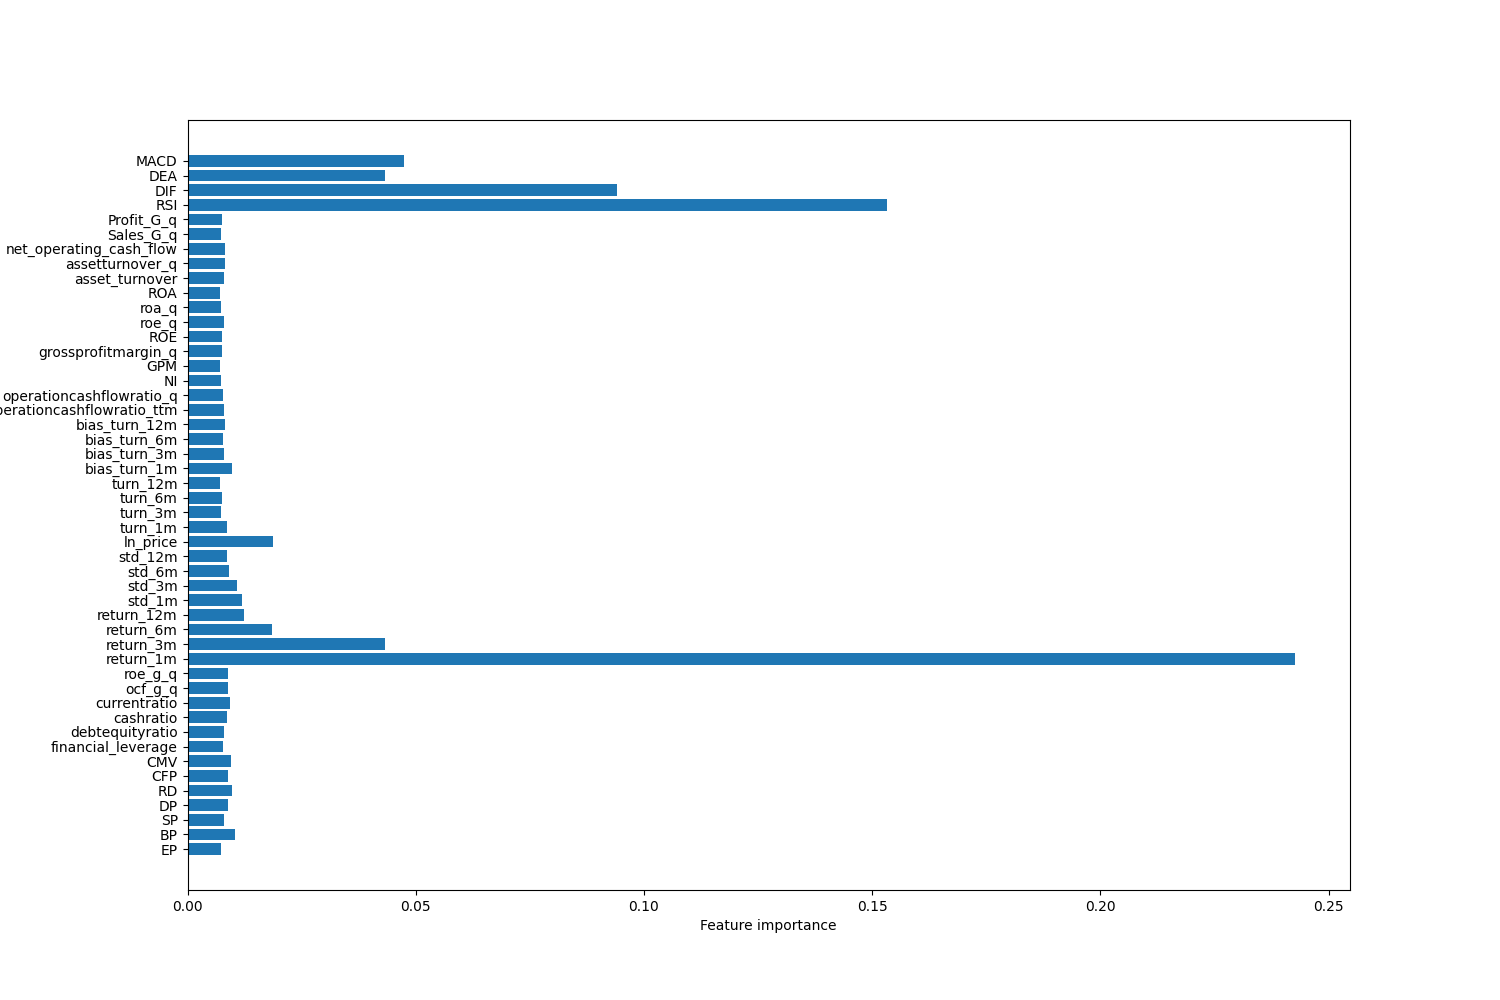 MACD
DEA
DIF
RSI
Profit_G_q
Sales_G_q
net_operating_cash_flow
assetturnover_q
asset_turnover
ROA
roa_q
roe_q
ROE
grossprofitmargin_q
GPM
NI
operationcashflowratio_q
perationcashflowratio_ttm
bias_turn_12m
bias_turn_6m
bias_turn_3m
bias_turn_1m
turn_12m
turn_6m
turn_3m
turn_1m
ln_price
std_12m
std_6m
std_3m
std_1m
return_12m
return_6m
return_3m
return_1m
roe_g_q
ocf_g_q
currentratio
cashratio
debtequityratio
financial_leverage
CMV
CFP
RD
DP
SP
BP
EP
0.00 0.05 0.10 0.15 0.20 0.25
Feature importance